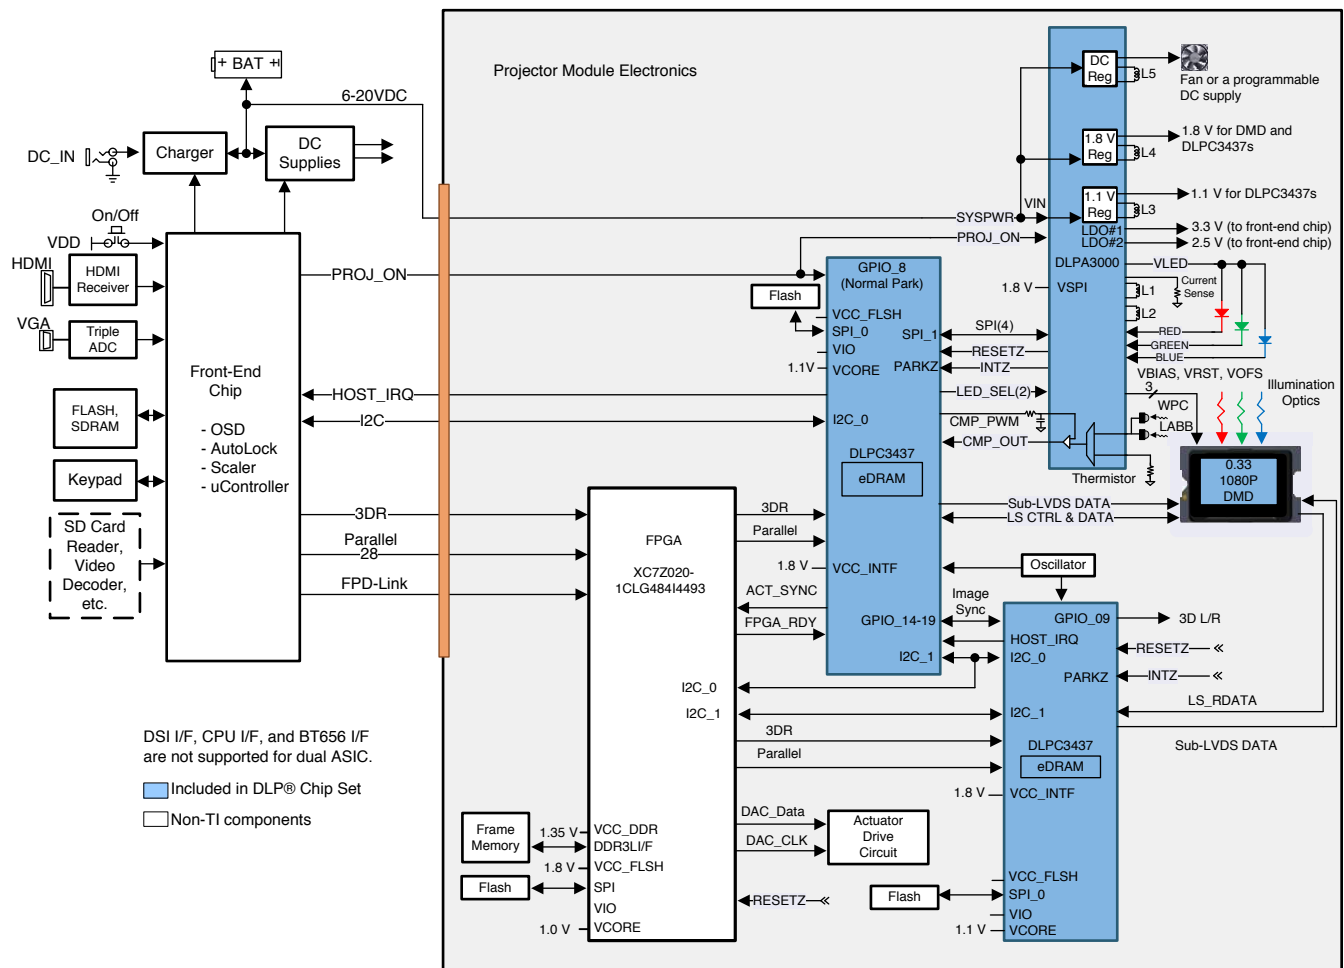 Projector Module Electronics
+ BAT +
6-20VDC
DC_IN
Charger
DC
Supplies
On/Off
VDD
HDMI
HDMI
Receiver
VGA
Triple
ADC
FLASH,
SDRAM
Keypad
SD Card
Reader,
Video
Decoder,
etc.
Front-End
Chip
- OSD
- AutoLock
- Scaler
- uController
PROJ_ON
HOST_IRQ
I2C
3DR
Parallel
28
FPD-Link
DSI I/F, CPU I/F, and BT656 I/F
are not supported for dual ASIC.
Included in DLP® Chip Set
Non-TI components
SYSPWR
VIN
PROJ_ON
DC
Reg
L5
Fan or a programmable
DC supply
1.8 V
Reg
L4
1.8 V for DMD and
DLPC3437s
1.1 V
Reg
L3
1.1 V for DLPC3437s
LDO#1
3.3 V (to front-end chip)
LDO#2
2.5 V (to front-end chip)
DLPA3000
VLED
1.8 V
VSPI
L1
Current
Sense
L2
RED
GREEN
BLUE
VBIAS, VRST, VOFS
3
Illumination
Optics
WPC
LABB
Thermistor
0.33
1080P
DMD
GPIO_8
(Normal Park)
Flash
VCC_FLSH
SPI_0
SPI_1
SPI(4)
VIO
RESETZ
1.1V
VCORE
PARKZ
INTZ
LED_SEL(2)
I2C_0
CMP_PWM
CMP_OUT
DLPC3437
eDRAM
Sub-LVDS DATA
LS CTRL & DATA
3DR
Parallel
1.8 V
VCC_INTF
Oscillator
ACT_SYNC
FPGA_RDY
GPIO_14-19
Image
Sync
I2C_1
FPGA
XC7Z020-
1CLG484I4493
I2C_0
I2C_1
3DR
Parallel
DAC_Data
DAC_CLK
Actuator
Drive
Circuit
RESETZ
Frame
Memory
1.35 V
VCC_DDR
DDR3LI/F
1.8 V
VCC_FLSH
Flash
SPI
VIO
1.0 V
VCORE
GPIO_09
3D L/R
HOST_IRQ
I2C_0
RESETZ
PARKZ
INTZ
LS_RDATA
I2C_1
Sub-LVDS DATA
DLPC3437
eDRAM
1.8 V
VCC_INTF
VCC_FLSH
Flash
SPI_0
VIO
1.1 V
VCORE